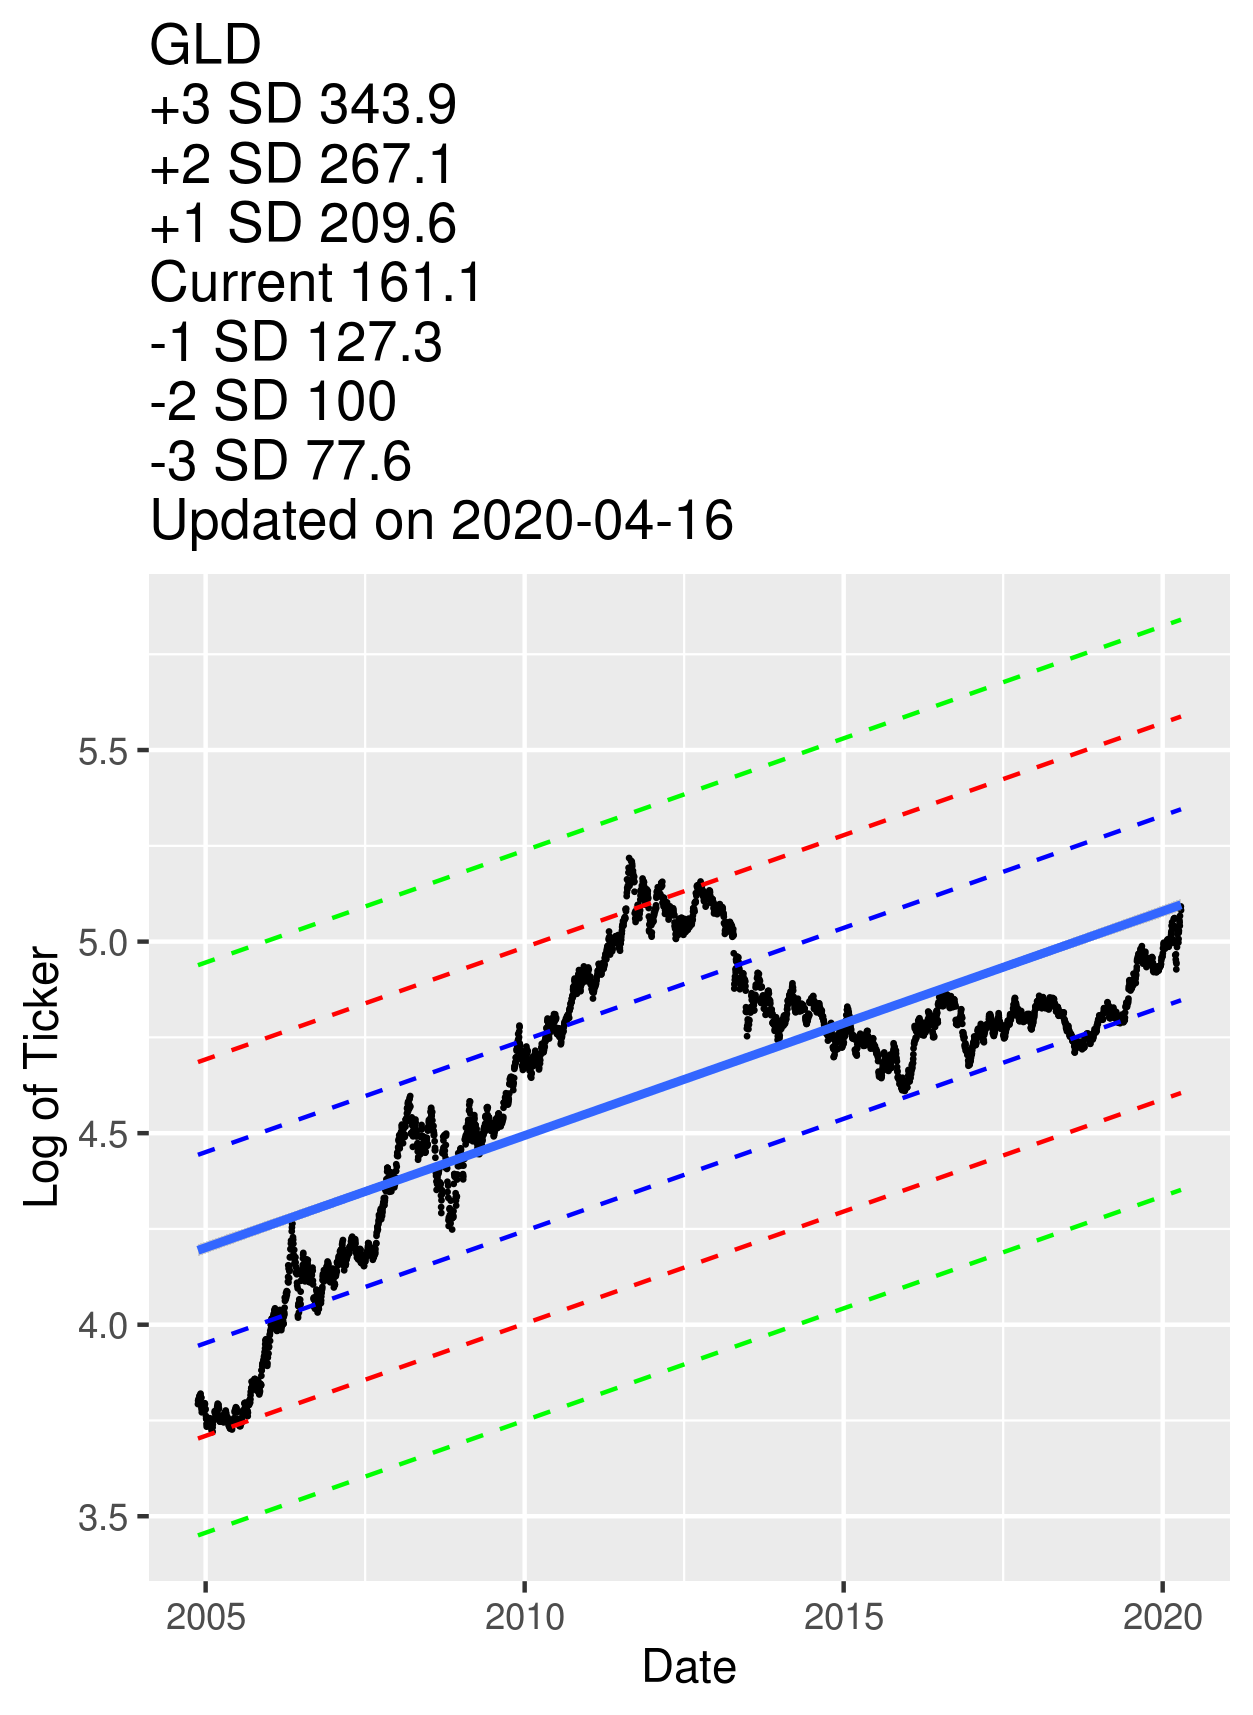 GLD
+3 SD 343.9
+2 SD 267.1
+1 SD 209.6
Current 161.1
-1 SD 127.3
-2 SD 100
-3 SD 77.6
Updated on 2020-04-16
Log of Ticker
5.5
5.0
4.5
4.0
3.5
2005 2010 2015 2020
Date